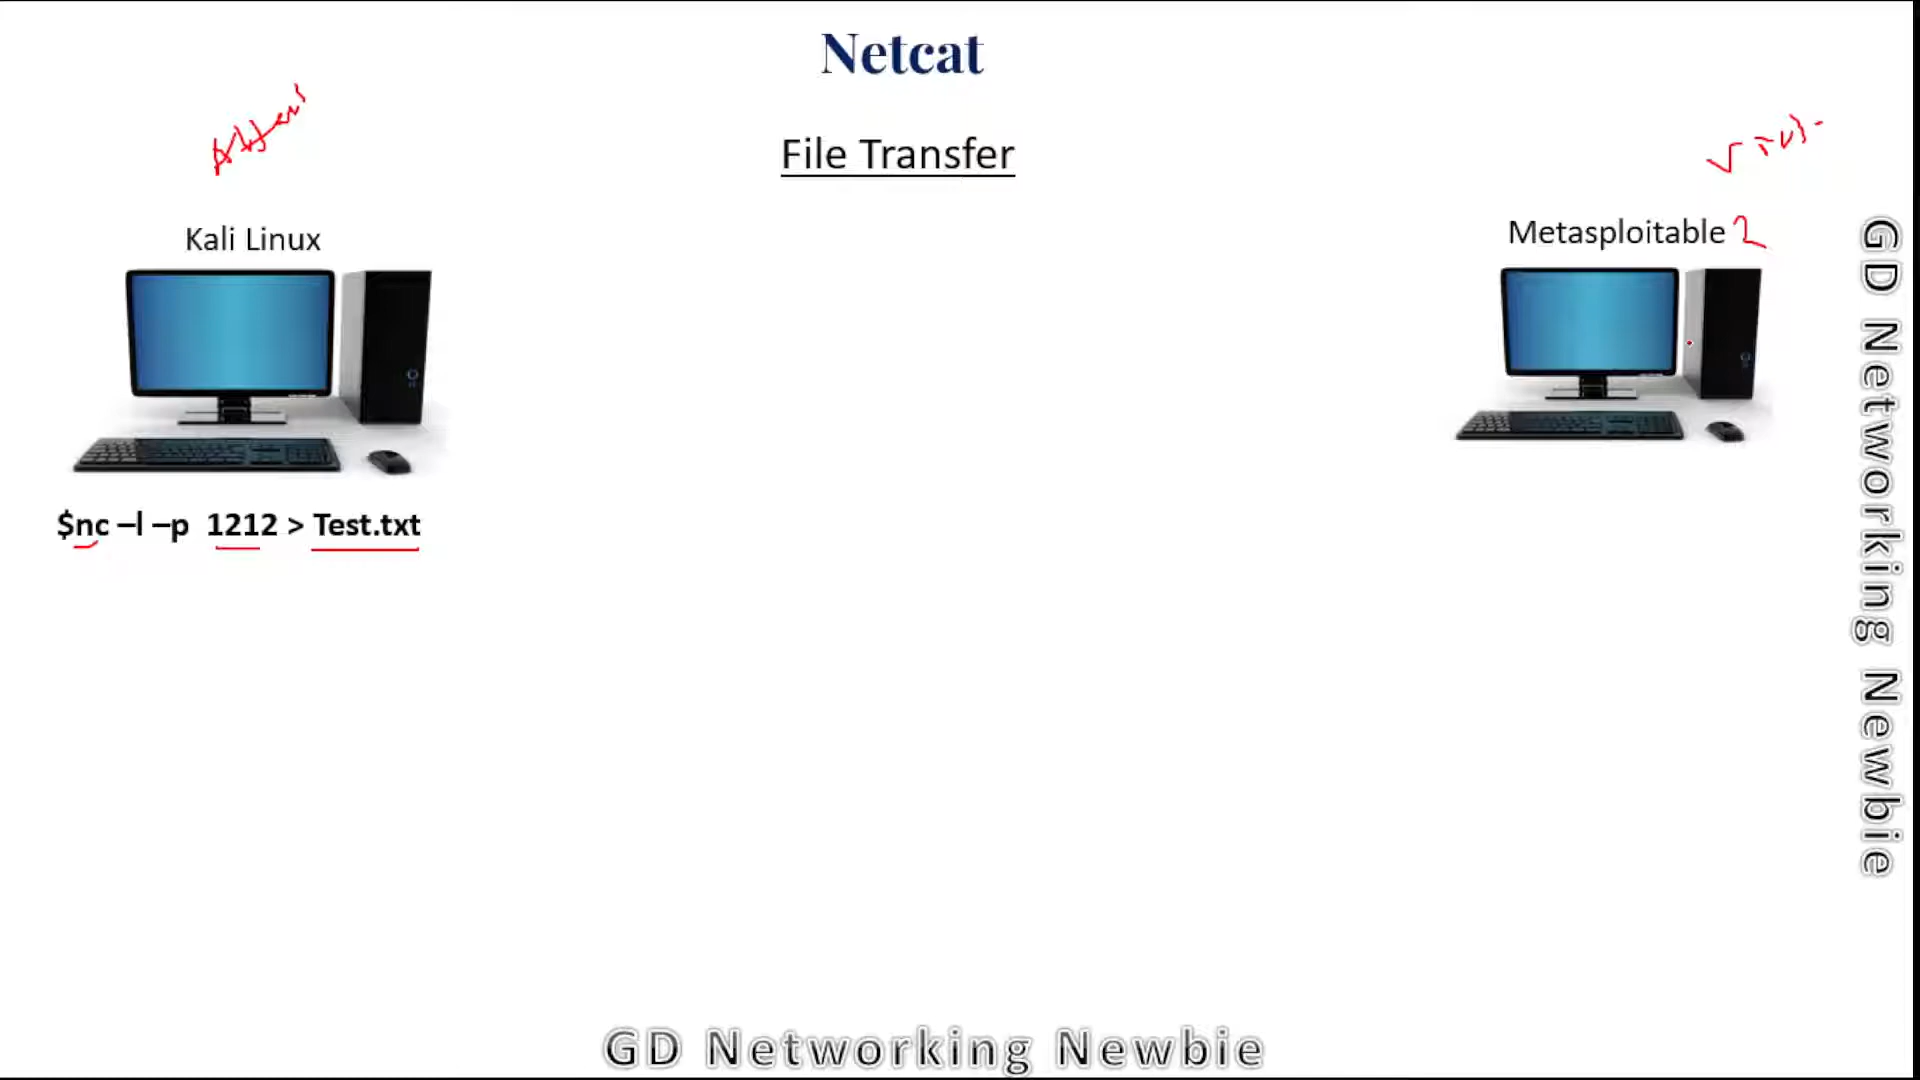 Netcat
File Transfer
Kali Linux
Metasploitable 2
$nc –l –p 1212 > Test.txt
GD Networking Newbie
GD Networking Newbie